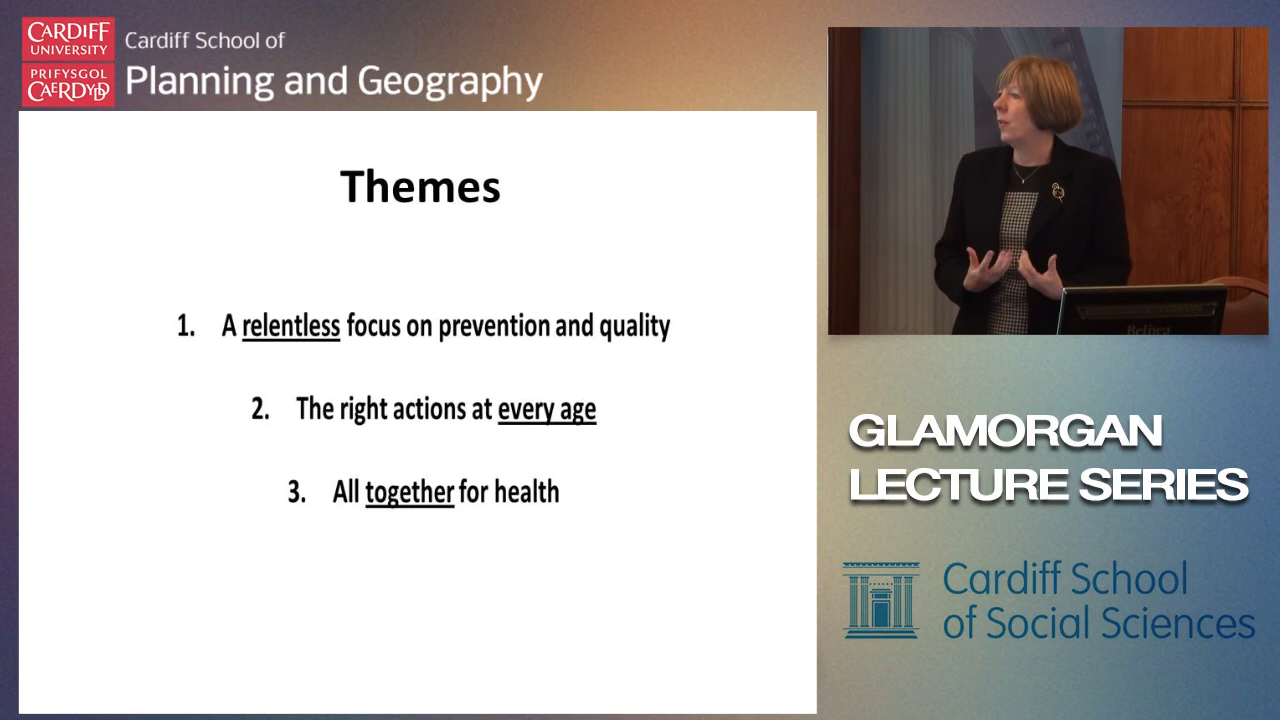 CARDIFF
UNIVERSITY
PRIFYSGOL
CAERDYDD
Cardiff School of
Planning and Geography
Themes
1. A relentless focus on prevention and quality
2. The right actions at every age
3. All together for health
GLAMORGAN
LECTURE SERIES
Cardiff School
of Social Sciences